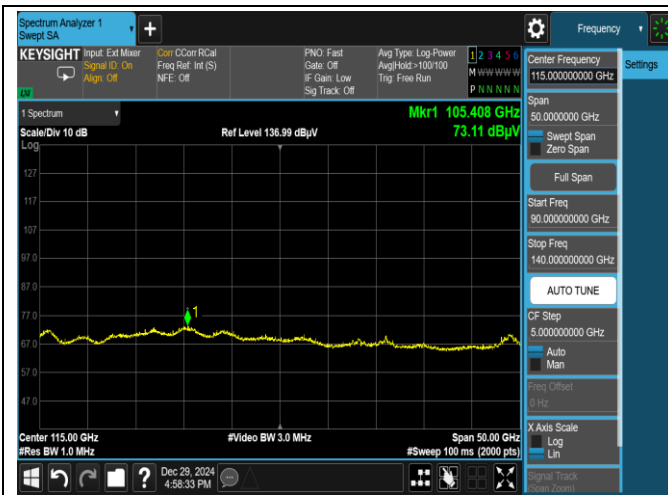 Spectrum Analyzer 1
Swept SA
+
Frequency
KEYSIGHT Input: Ext Mixer
Signal ID: On
Align: Off
Corr CCorr RCal
Freq Ref: Int (S)
NFE: Off
PNO: Fast
Gate: Off
IF Gain: Low
Sig Track: Off
Avg Type: Log-Power
Avg|Hold:>100/100
Trig: Free Run
1 2 3 4 5 6
M W W W W W
P N N N N N
LXI
1 Spectrum
Scale/Div 10 dB
Ref Level 136.99 dBµV
Mkr1 105.408 GHz
73.11 dBµV
Log
127
117
107
97.0
87.0
77.0
67.0
57.0
47.0
1
Center 115.00 GHz
#Res BW 1.0 MHz
#Video BW 3.0 MHz
Span 50.00 GHz
#Sweep 100 ms (2000 pts)
?
Dec 29, 2024
4:58:33 PM
Center Frequency
115.000000000 GHz
Settings
Span
50.0000000 GHz
Swept Span
Zero Span
Full Span
Start Freq
90.000000000 GHz
Stop Freq
140.000000000 GHz
AUTO TUNE
CF Step
5.000000000 GHz
Auto
Man
Freq Offset
0 Hz
X Axis Scale
Log
Lin
Signal Track
(Span Zoom)